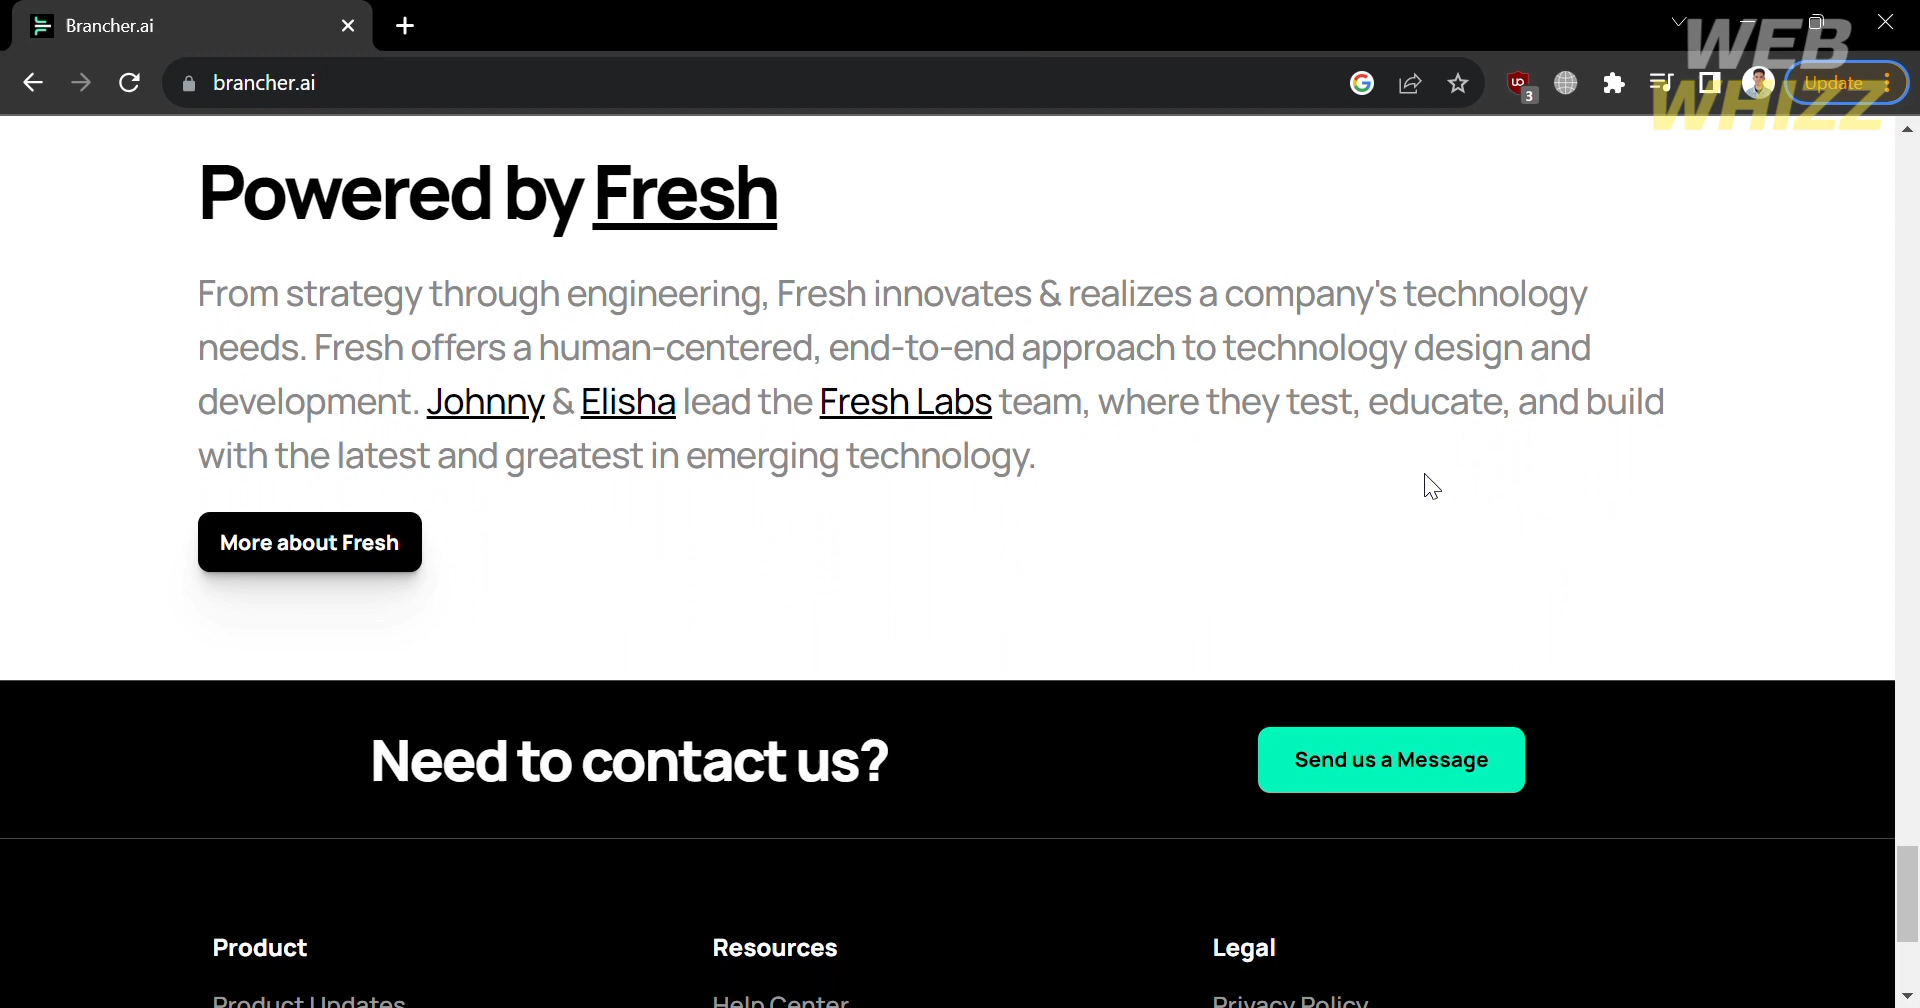 Brancher.ai
WEB
WHIZZ
brancher.ai
3
Update
Powered by Fresh
From strategy through engineering, Fresh innovates & realizes a company's technology
needs. Fresh offers a human-centered, end-to-end approach to technology design and
development. Johnny & Elisha lead the Fresh Labs team, where they test, educate, and build
with the latest and greatest in emerging technology.
More about Fresh
Need to contact us?
Send us a Message
Product
Resources
Legal
Product Updates
Help Center
Privacy Policy